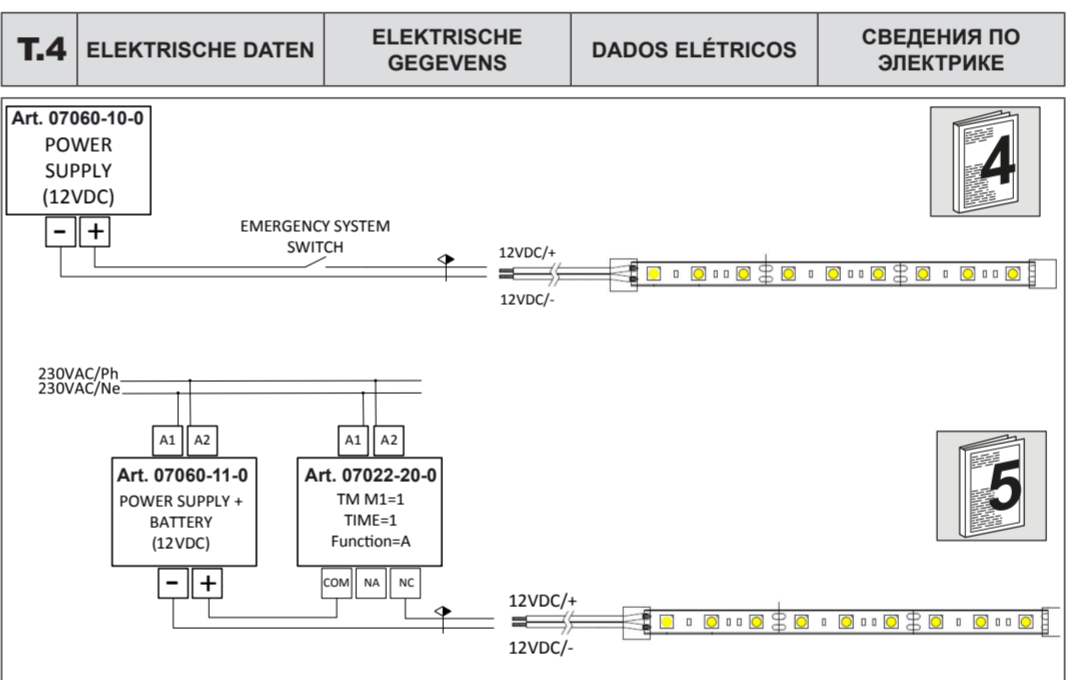 T.4
ELEKTRISCHE DATEN
ELEKTRISCHE
GEGEVENS
DADOS ELÉTRICOS
СВЕДЕНИЯ ПО
ЭЛЕКТРИКЕ
Art. 07060-10-0
POWER
SUPPLY
(12VDC)
- +
EMERGENCY SYSTEM
SWITCH
12VDC/+
12VDC/-
4
230VAC/Ph
230VAC/Ne
A1 A2
Art. 07060-11-0
POWER SUPPLY +
BATTERY
(12VDC)
- +
A1 A2
Art. 07022-20-0
TM M1=1
TIME=1
Function=A
COM NA NC
12VDC/+
12VDC/-
5